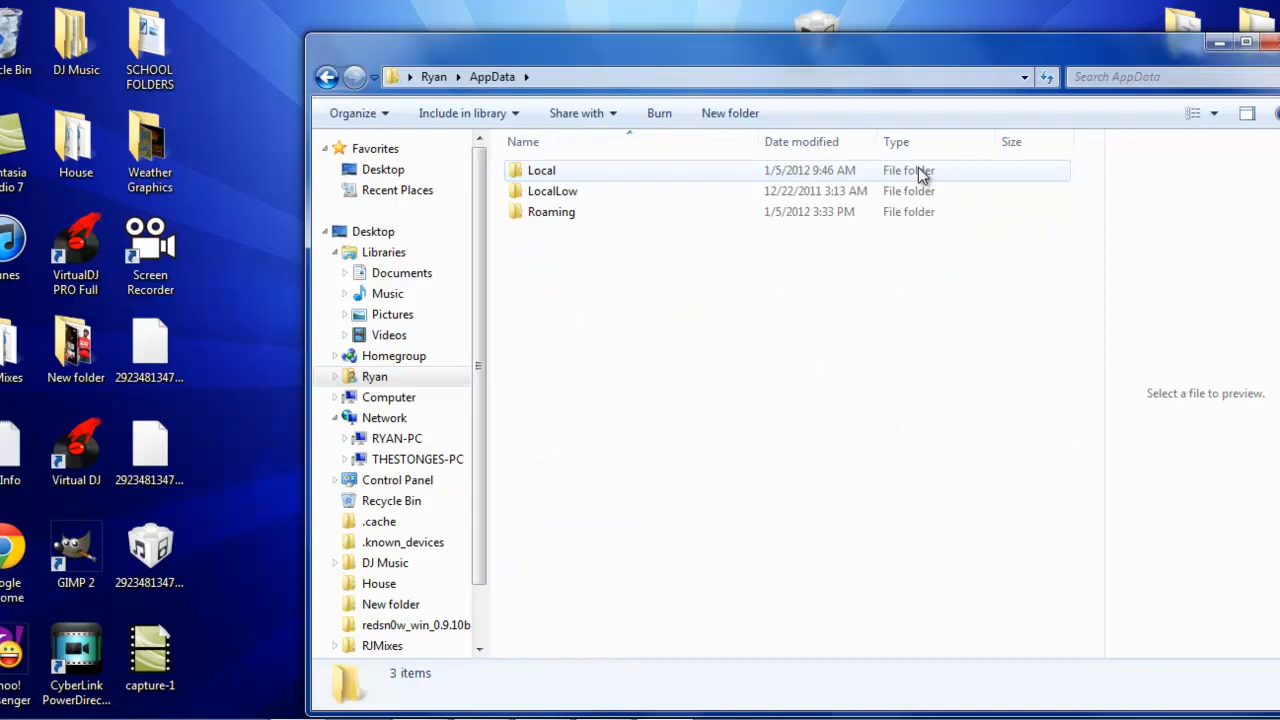 cle Bin
DJ Music
SCHOOL
FOLDERS
ntasia
dio 7
House
Weather
Graphics
nes
VirtualDJ
PRO Full
Screen
Recorder
Mixes
New folder
2923481347...
Info
Virtual DJ
2923481347...
ogle
ome
GIMP 2
2923481347...
hoo!
senger
CyberLink
PowerDirec...
capture-1
Ryan
AppData
Search AppData
Organize
Include in library
Share with
Burn
New folder
Name
Date modified
Type
Size
Local
1/5/2012 9:46 AM
File folder
LocalLow
12/22/2011 3:13 AM
File folder
Roaming
1/5/2012 3:33 PM
File folder
Favorites
Desktop
Recent Places
Desktop
Libraries
Documents
Music
Pictures
Videos
Homegroup
Ryan
Computer
Network
RYAN-PC
THESTONGES-PC
Control Panel
Recycle Bin
.cache
.known_devices
DJ Music
House
New folder
redsn0w_win_0.9.10b
RJMixes
Select a file to preview.
3 items